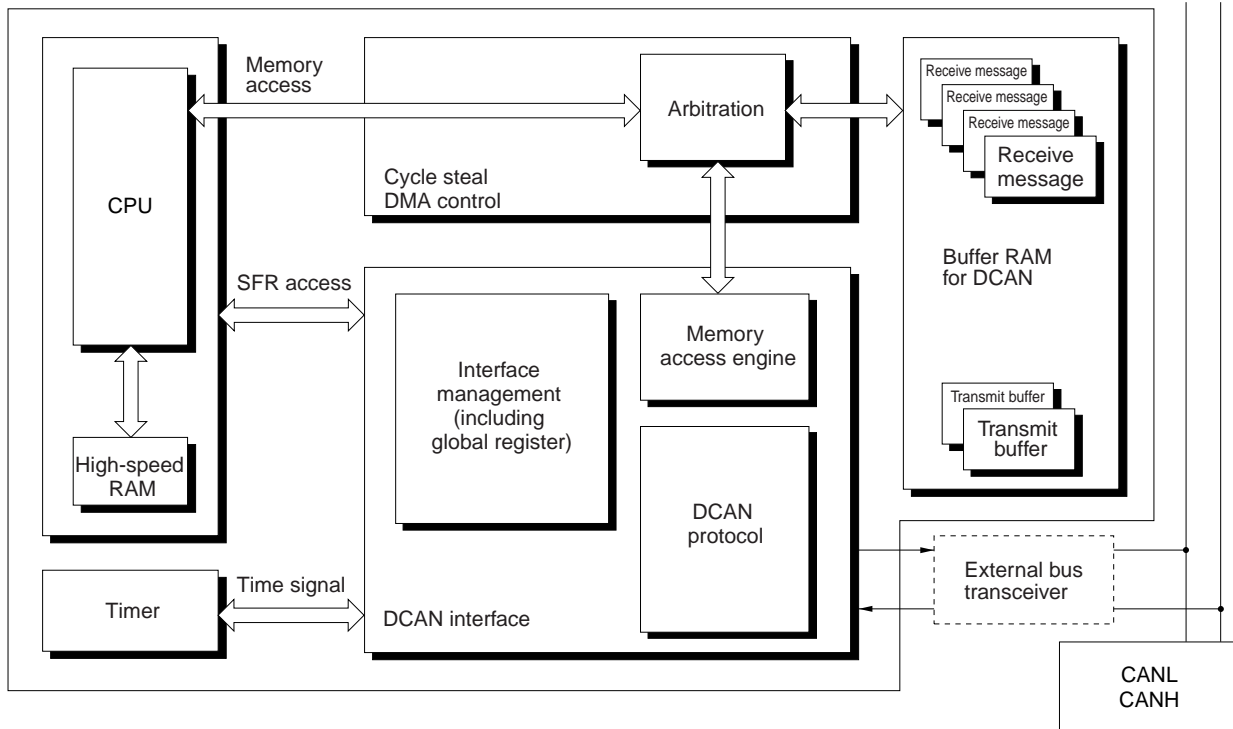 Memory
access
CPU
High-speed
RAM
Arbitration
Cycle steal
DMA control
Receive message
Receive message
Receive message
Receive
message
Buffer RAM
for DCAN
Transmit buffer
Transmit
buffer
SFR access
Interface
management
(including
global register)
Memory
access engine
DCAN
protocol
DCAN interface
Timer
Time signal
External bus
transceiver
CANL
CANH